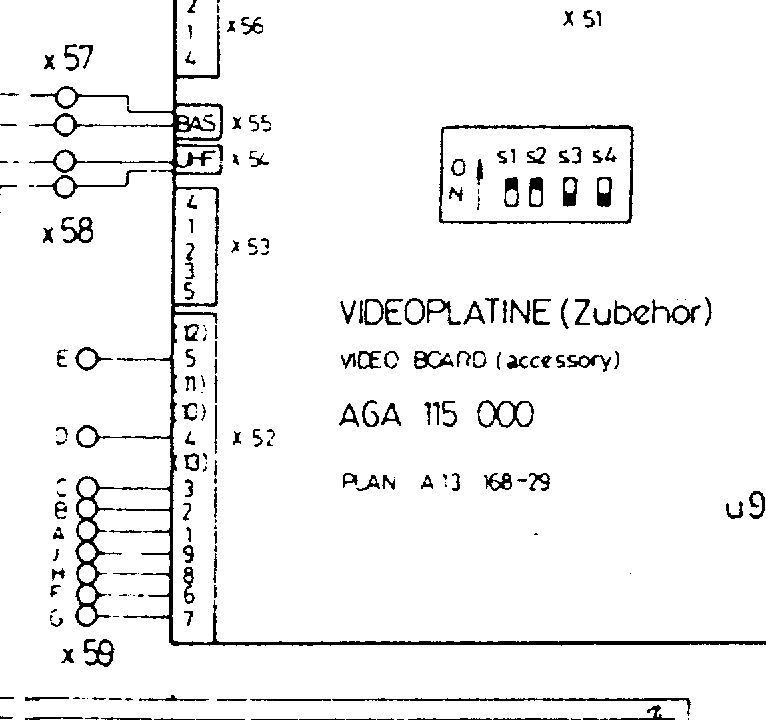 2
1
4
x 56
x 51
x 57
BAS
x 55
UHF
x 54
s1 s2 s3 s4
ON
x 58
4
1
2
3
5
x 53
VIDEOPLATINE (Zubehör)
VIDEO BOARD (accessory)
AGA 115 000
PLAN A 13 168-29
u9
(12)
E 5
(11)
(10)
D 4
x 52
(13)
C 3
B 2
A 1
J 9
H 8
F 6
G 7
x 59